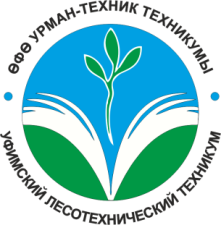 ӨФӨ УРМАН-ТЕХНИК ТЕХНИКУМЫ
УФИМСКИЙ ЛЕСОТЕХНИЧЕСКИЙ ТЕХНИКУМ